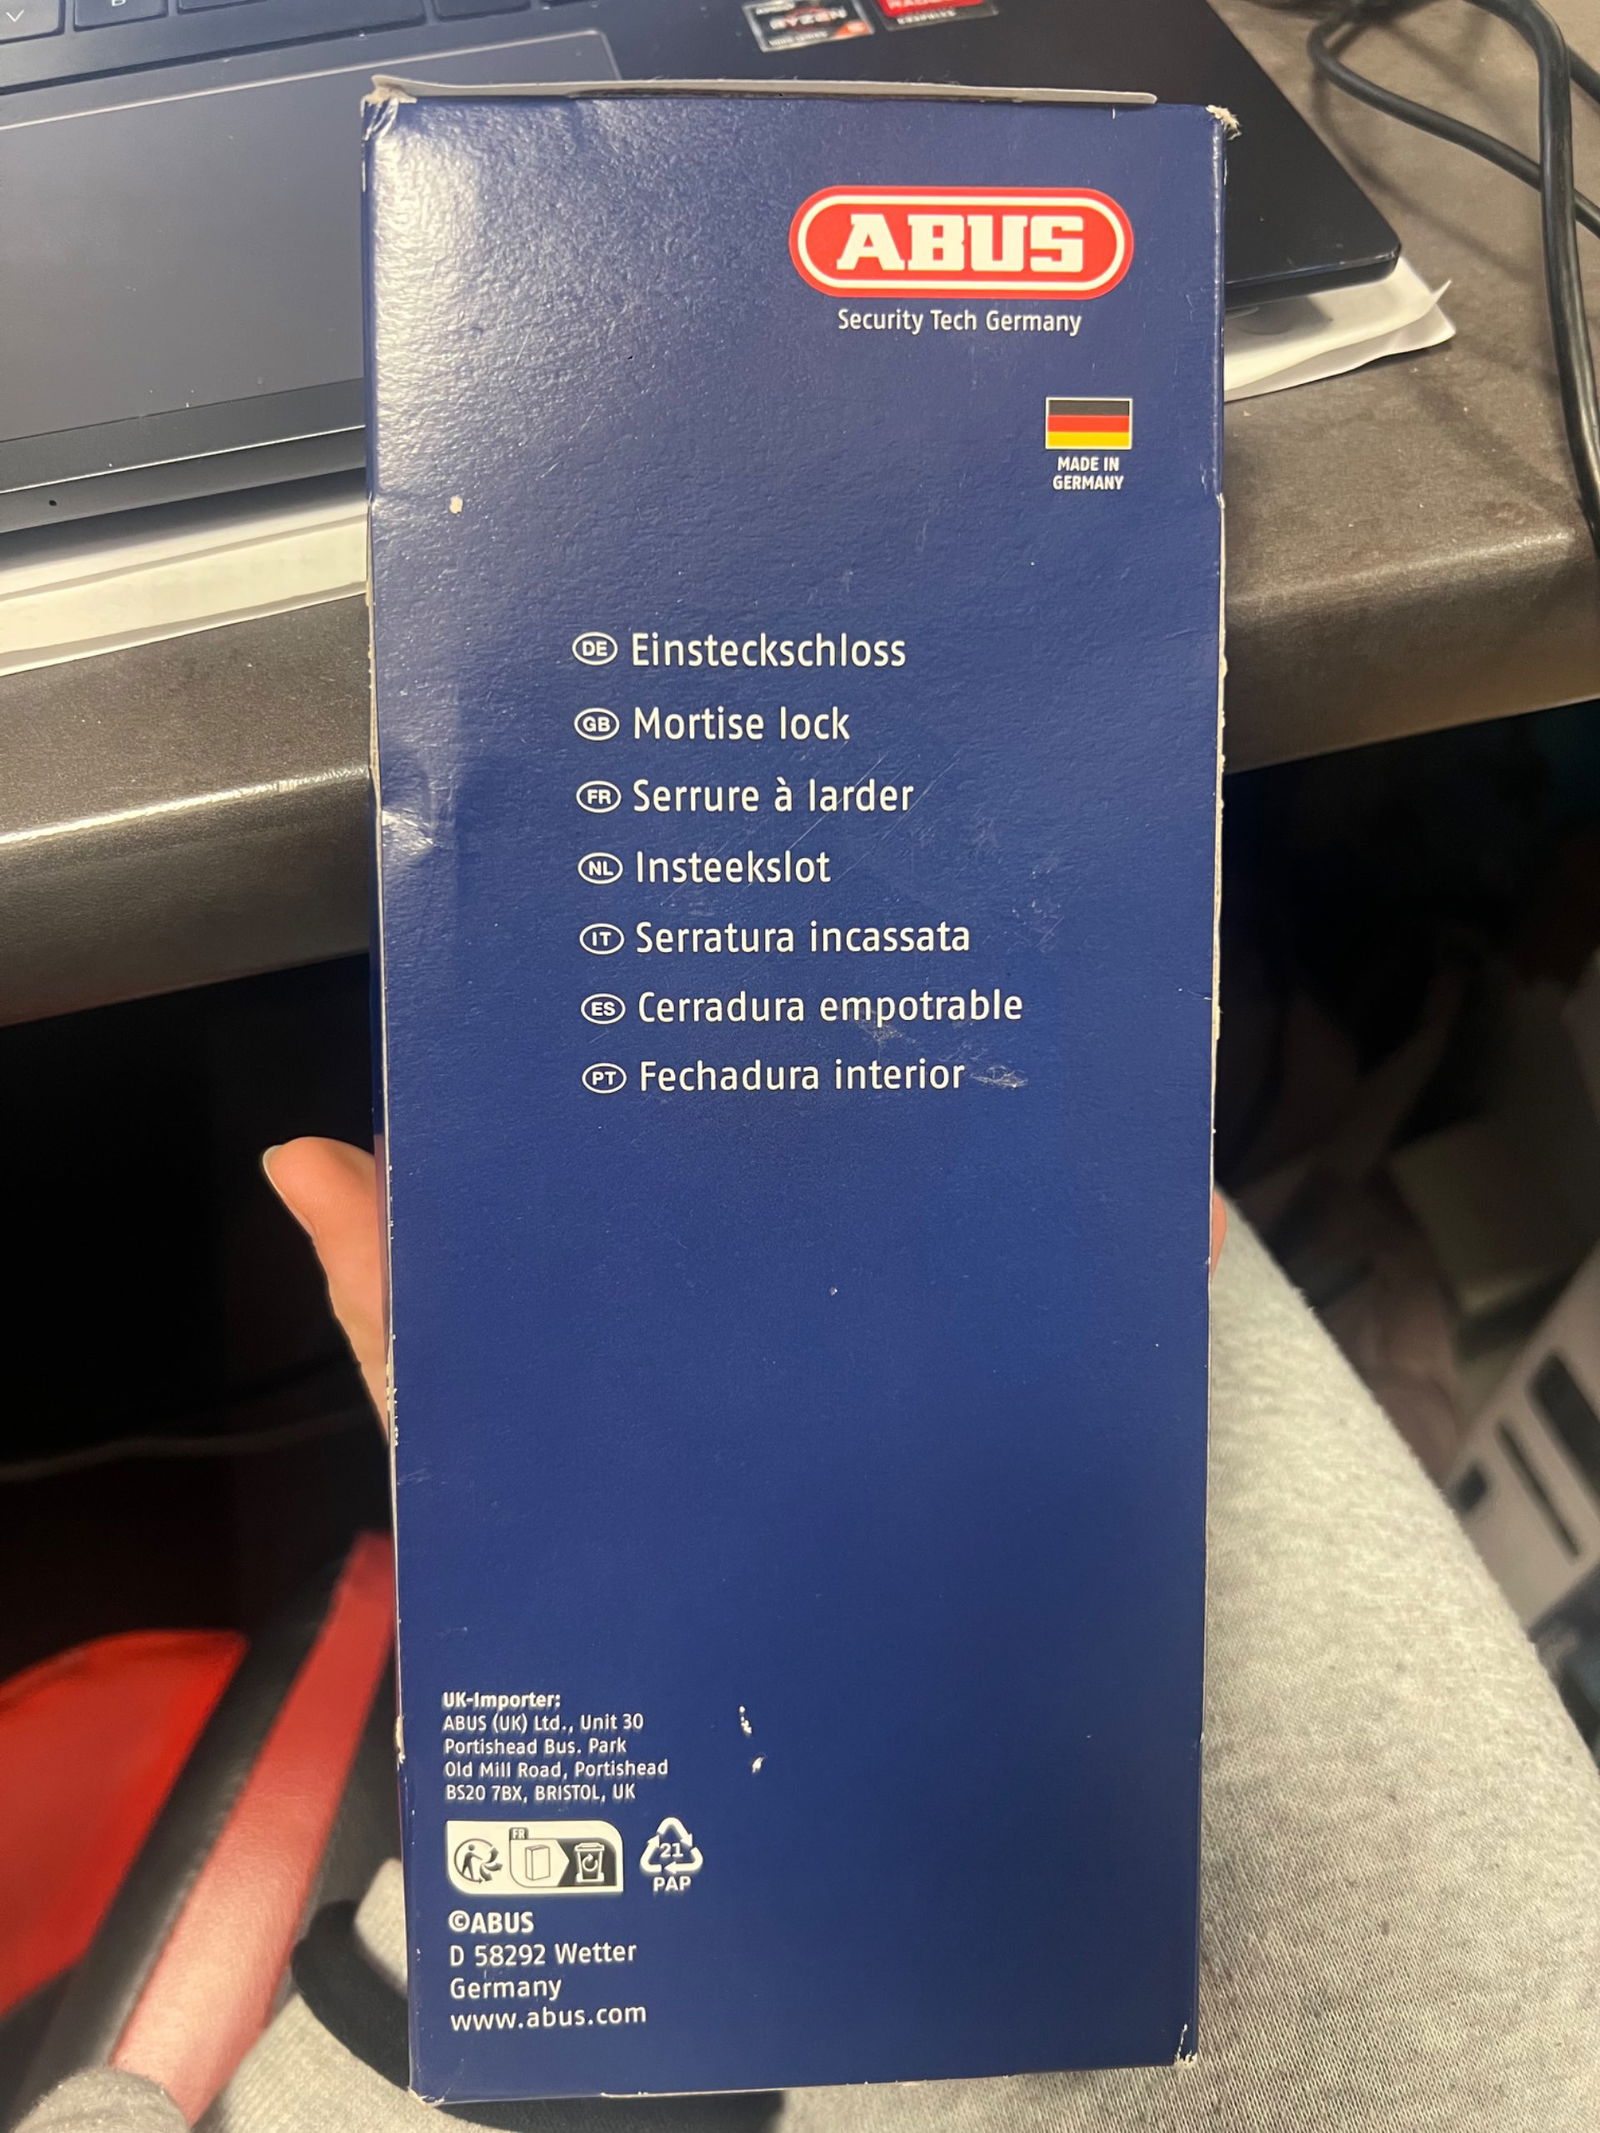 B
RYZEN
ABUS
Security Tech Germany
MADE IN
GERMANY
DE Einsteckschloss
GB Mortise lock
FR Serrure à larder
NL Insteekslot
IT Serratura incassata
ES Cerradura empotrable
PT Fechadura interior
UK-Importer:
ABUS (UK) Ltd., Unit 30
Portishead Bus. Park
Old Mill Road, Portishead
BS20 7BX, BRISTOL, UK
FR
21
PAP
©ABUS
D 58292 Wetter
Germany
www.abus.com